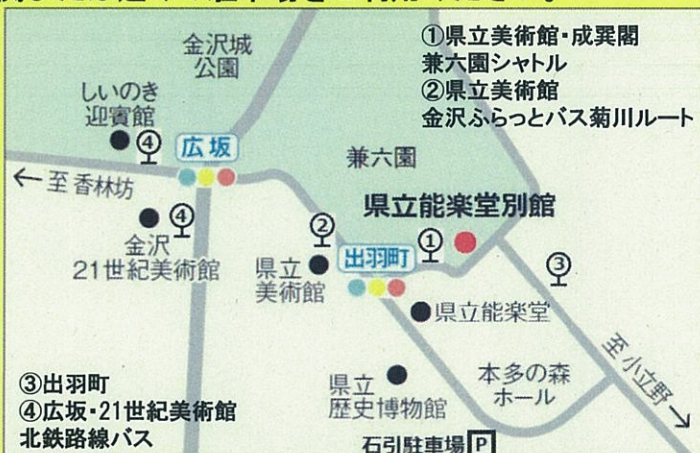 ①県立美術館・成巽閣
兼六園シャトル
②県立美術館
金沢ふらっとバス菊川ルート
金沢城
公園
しいのき
迎賓館
④
広坂
兼六園
← 至 香林坊
県立能楽堂別館
④
金沢
21世紀美術館
②
県立
美術館
出羽町
①
③
県立能楽堂
至 小立野 →
県立
歴史博物館
本多の森
ホール
③出羽町
④広坂・21世紀美術館
北鉄路線バス
石引駐車場 P